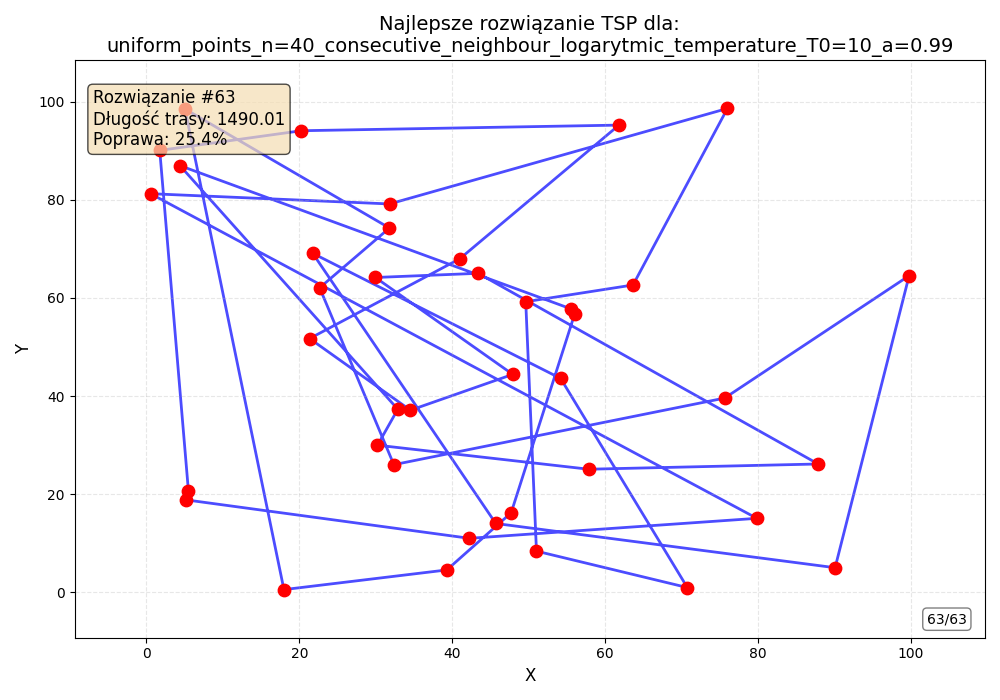 Najlepsze rozwiązanie TSP dla:
uniform_points_n=40_consecutive_neighbour_logarytmic_temperature_T0=10_a=0.99
Rozwiązanie #63
Długość trasy: 1490.01
Poprawa: 25.4%
100
80
60
40
20
0
Y
63/63
0 20 40 60 80 100
X